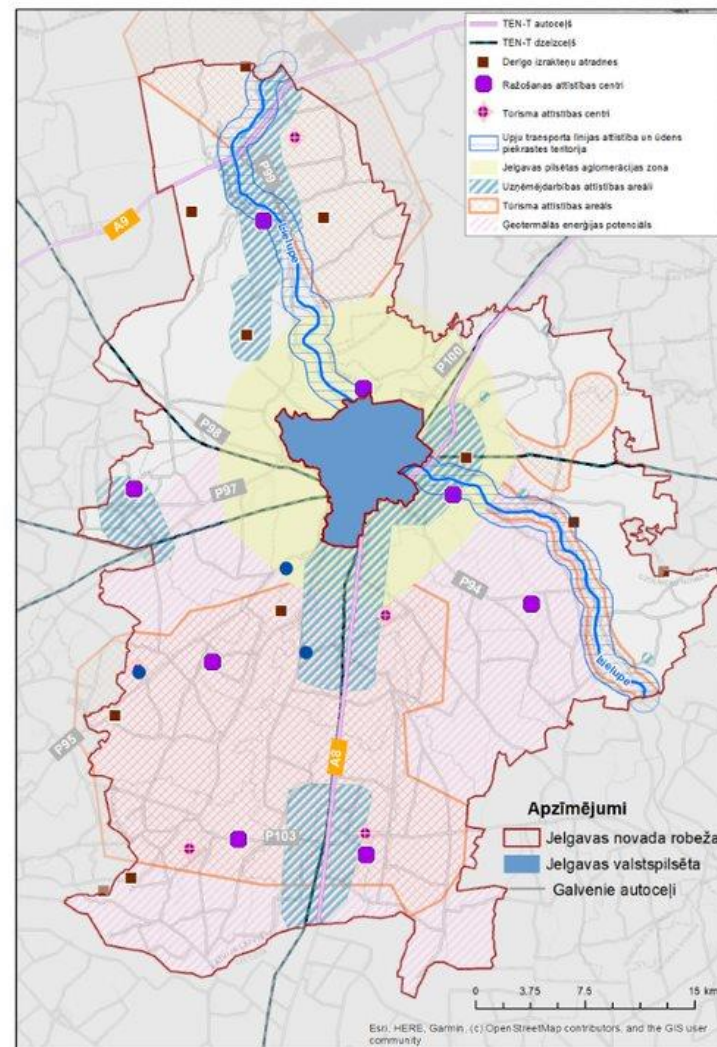 TEN-T autoceļš
TEN-T dzelzceļš
Derīgo izrakteņu atradnes
Ražošanas attīstības centri
Tūrisma attīstības centri
Upju transporta līnijas attīstība un ūdens
piekrastes teritorija
Jelgavas pilsētas aglomerācijas zona
Uzņēmējdarbības attīstības areāli
Tūrisma attīstības areāls
Ģeotermālās enerģijas potenciāls
P99
A9
Lielupe
P100
P98
P97
P94
Lielupe
P95
A8
P103
Apzīmējumi
Jelgavas novada robeža
Jelgavas valstspilsēta
Galvenie autoceļi
0 3.75 7.5 15 km
Esri, HERE, Garmin, (c) OpenStreetMap contributors, and the GIS user
community